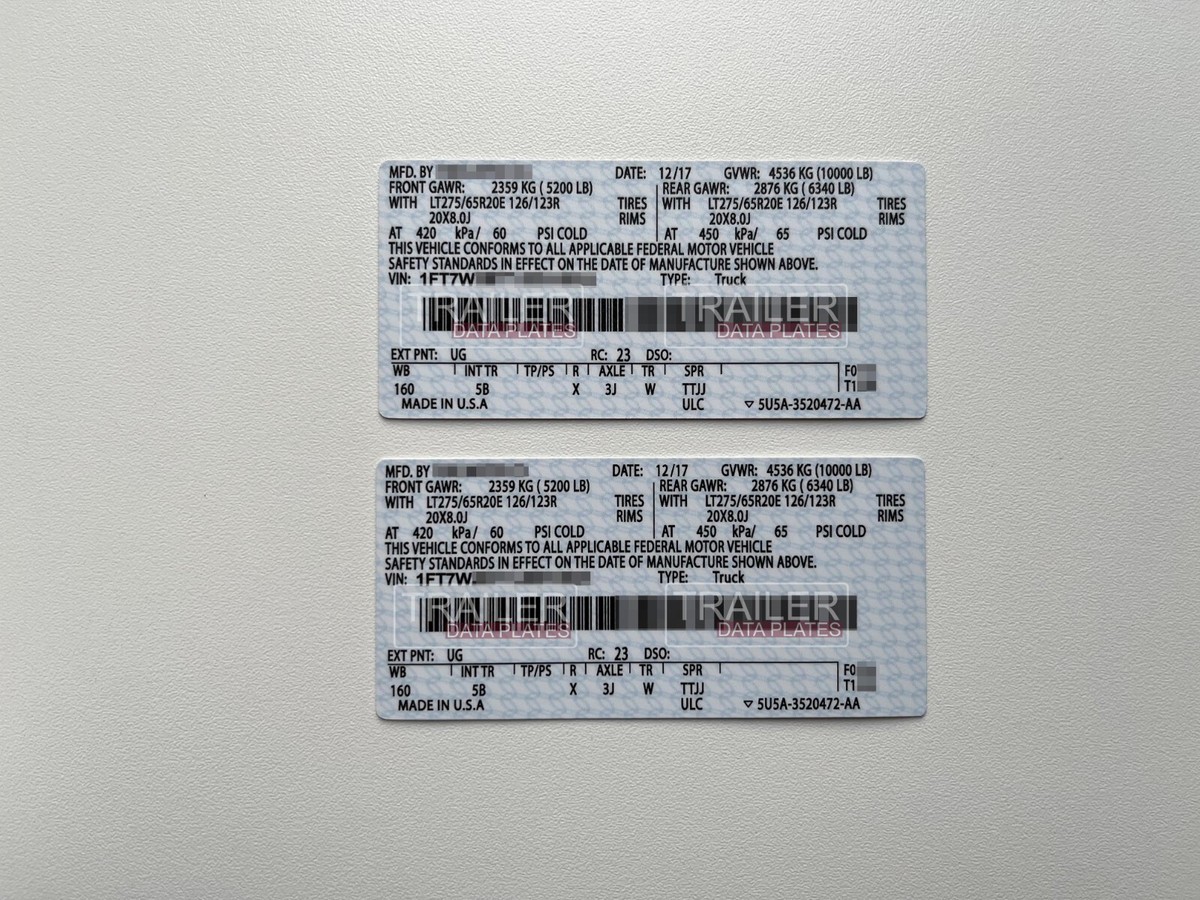 MFD. BY DATE: 12/17 GVWR: 4536 KG (10000 LB)
FRONT GAWR: 2359 KG ( 5200 LB) REAR GAWR: 2876 KG ( 6340 LB)
WITH LT275/65R20E 126/123R TIRES WITH LT275/65R20E 126/123R TIRES
20X8.0J RIMS 20X8.0J RIMS
AT 420 kPa/ 60 PSI COLD AT 450 kPa/ 65 PSI COLD
THIS VEHICLE CONFORMS TO ALL APPLICABLE FEDERAL MOTOR VEHICLE
SAFETY STANDARDS IN EFFECT ON THE DATE OF MANUFACTURE SHOWN ABOVE.
VIN: 1FT7W TYPE: Truck
TRAILER TRAILER
DATA PLATES DATA PLATES
EXT PNT: UG RC: 23 DSO:
WB INT TR TP/PS R AXLE TR SPR F0
160 5B X 3J W TTJJ T1
MADE IN U.S.A ULC 5U5A-3520472-AA
MFD. BY DATE: 12/17 GVWR: 4536 KG (10000 LB)
FRONT GAWR: 2359 KG ( 5200 LB) REAR GAWR: 2876 KG ( 6340 LB)
WITH LT275/65R20E 126/123R TIRES WITH LT275/65R20E 126/123R TIRES
20X8.0J RIMS 20X8.0J RIMS
AT 420 kPa/ 60 PSI COLD AT 450 kPa/ 65 PSI COLD
THIS VEHICLE CONFORMS TO ALL APPLICABLE FEDERAL MOTOR VEHICLE
SAFETY STANDARDS IN EFFECT ON THE DATE OF MANUFACTURE SHOWN ABOVE.
VIN: 1FT7W TYPE: Truck
TRAILER TRAILER
DATA PLATES DATA PLATES
EXT PNT: UG RC: 23 DSO:
WB INT TR TP/PS R AXLE TR SPR F0
160 5B X 3J W TTJJ T1
MADE IN U.S.A ULC 5U5A-3520472-AA